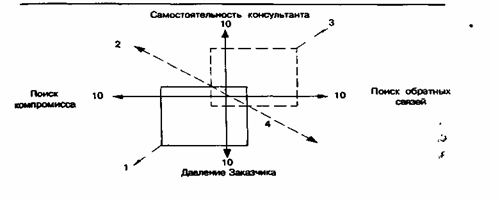 Самостоятельность консультанта
10
3
2
Поиск
компромисса
10
10
Поиск обратных
связей
4
1
10
Давление Заказчика